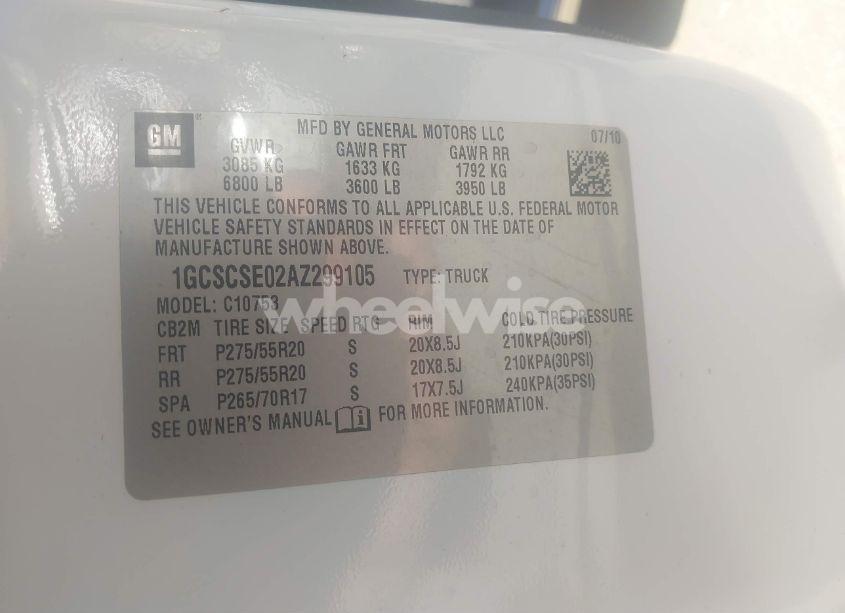 GM
MFD BY GENERAL MOTORS LLC 07/10
GVWR GAWR FRT GAWR RR
3085 KG 1633 KG 1792 KG
6800 LB 3600 LB 3950 LB
THIS VEHICLE CONFORMS TO ALL APPLICABLE U.S. FEDERAL MOTOR
VEHICLE SAFETY STANDARDS IN EFFECT ON THE DATE OF
MANUFACTURE SHOWN ABOVE.
1GCSCSE02AZ299105 TYPE: TRUCK
MODEL: C10753
wheelwise
CB2M TIRE SIZE SPEED RTG RIM COLD TIRE PRESSURE
FRT P275/55R20 S 20X8.5J 210KPA(30PSI)
RR P275/55R20 S 20X8.5J 210KPA(30PSI)
SPA P265/70R17 S 17X7.5J 240KPA(35PSI)
SEE OWNER'S MANUAL i FOR MORE INFORMATION.